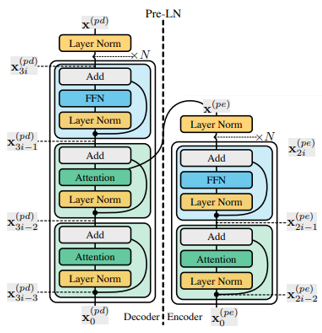 Pre-LN
x^(pd)
Layer Norm
×N
x_{3i}^(pd)
Add
FFN
Layer Norm
x_{3i−1}^(pd)
Add
Attention
Layer Norm
x_{3i−2}^(pd)
Add
Attention
Layer Norm
x_{3i−3}^(pd)
x_0^(pd)
Decoder
x^(pe)
Layer Norm
×N
x_{2i}^(pe)
Add
FFN
Layer Norm
x_{2i−1}^(pe)
Add
Attention
Layer Norm
x_{2i−2}^(pe)
Encoder
x_0^(pe)